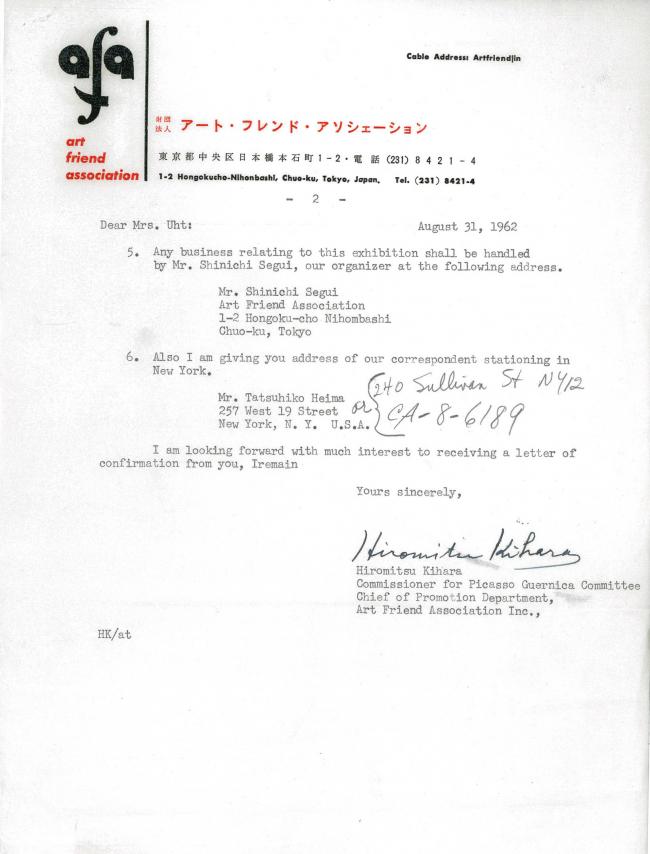 afa
Cable Address: Artfriendjin
art
friend
association
財団
法人
アート・フレンド・アソシェーション
東京都中央区日本橋本石町1-2・電話(231)8421-4
1-2 Hongokucho-Nihonbashi, Chuo-ku, Tokyo, Japan. Tel. (231) 8421-4
- 2 -
Dear Mrs. Uht: August 31, 1962
5. Any business relating to this exhibition shall be handled
by Mr. Shinichi Segui, our organizer at the following address.
Mr. Shinichi Segui
Art Friend Association
1-2 Hongoku-cho Nihombashi
Chuo-ku, Tokyo
6. Also I am giving you address of our correspondent stationing in
New York.
Mr. Tatsuhiko Heima
257 West 19 Street
New York, N. Y. U.S.A.
or
240 Sullivan St NY12
CA-8-6189
I am looking forward with much interest to receiving a letter of
confirmation from you, Iremain
Yours sincerely,
Hiromitsu Kihara
Hiromitsu Kihara
Commissioner for Picasso Guernica Committee
Chief of Promotion Department,
Art Friend Association Inc.,
HK/at